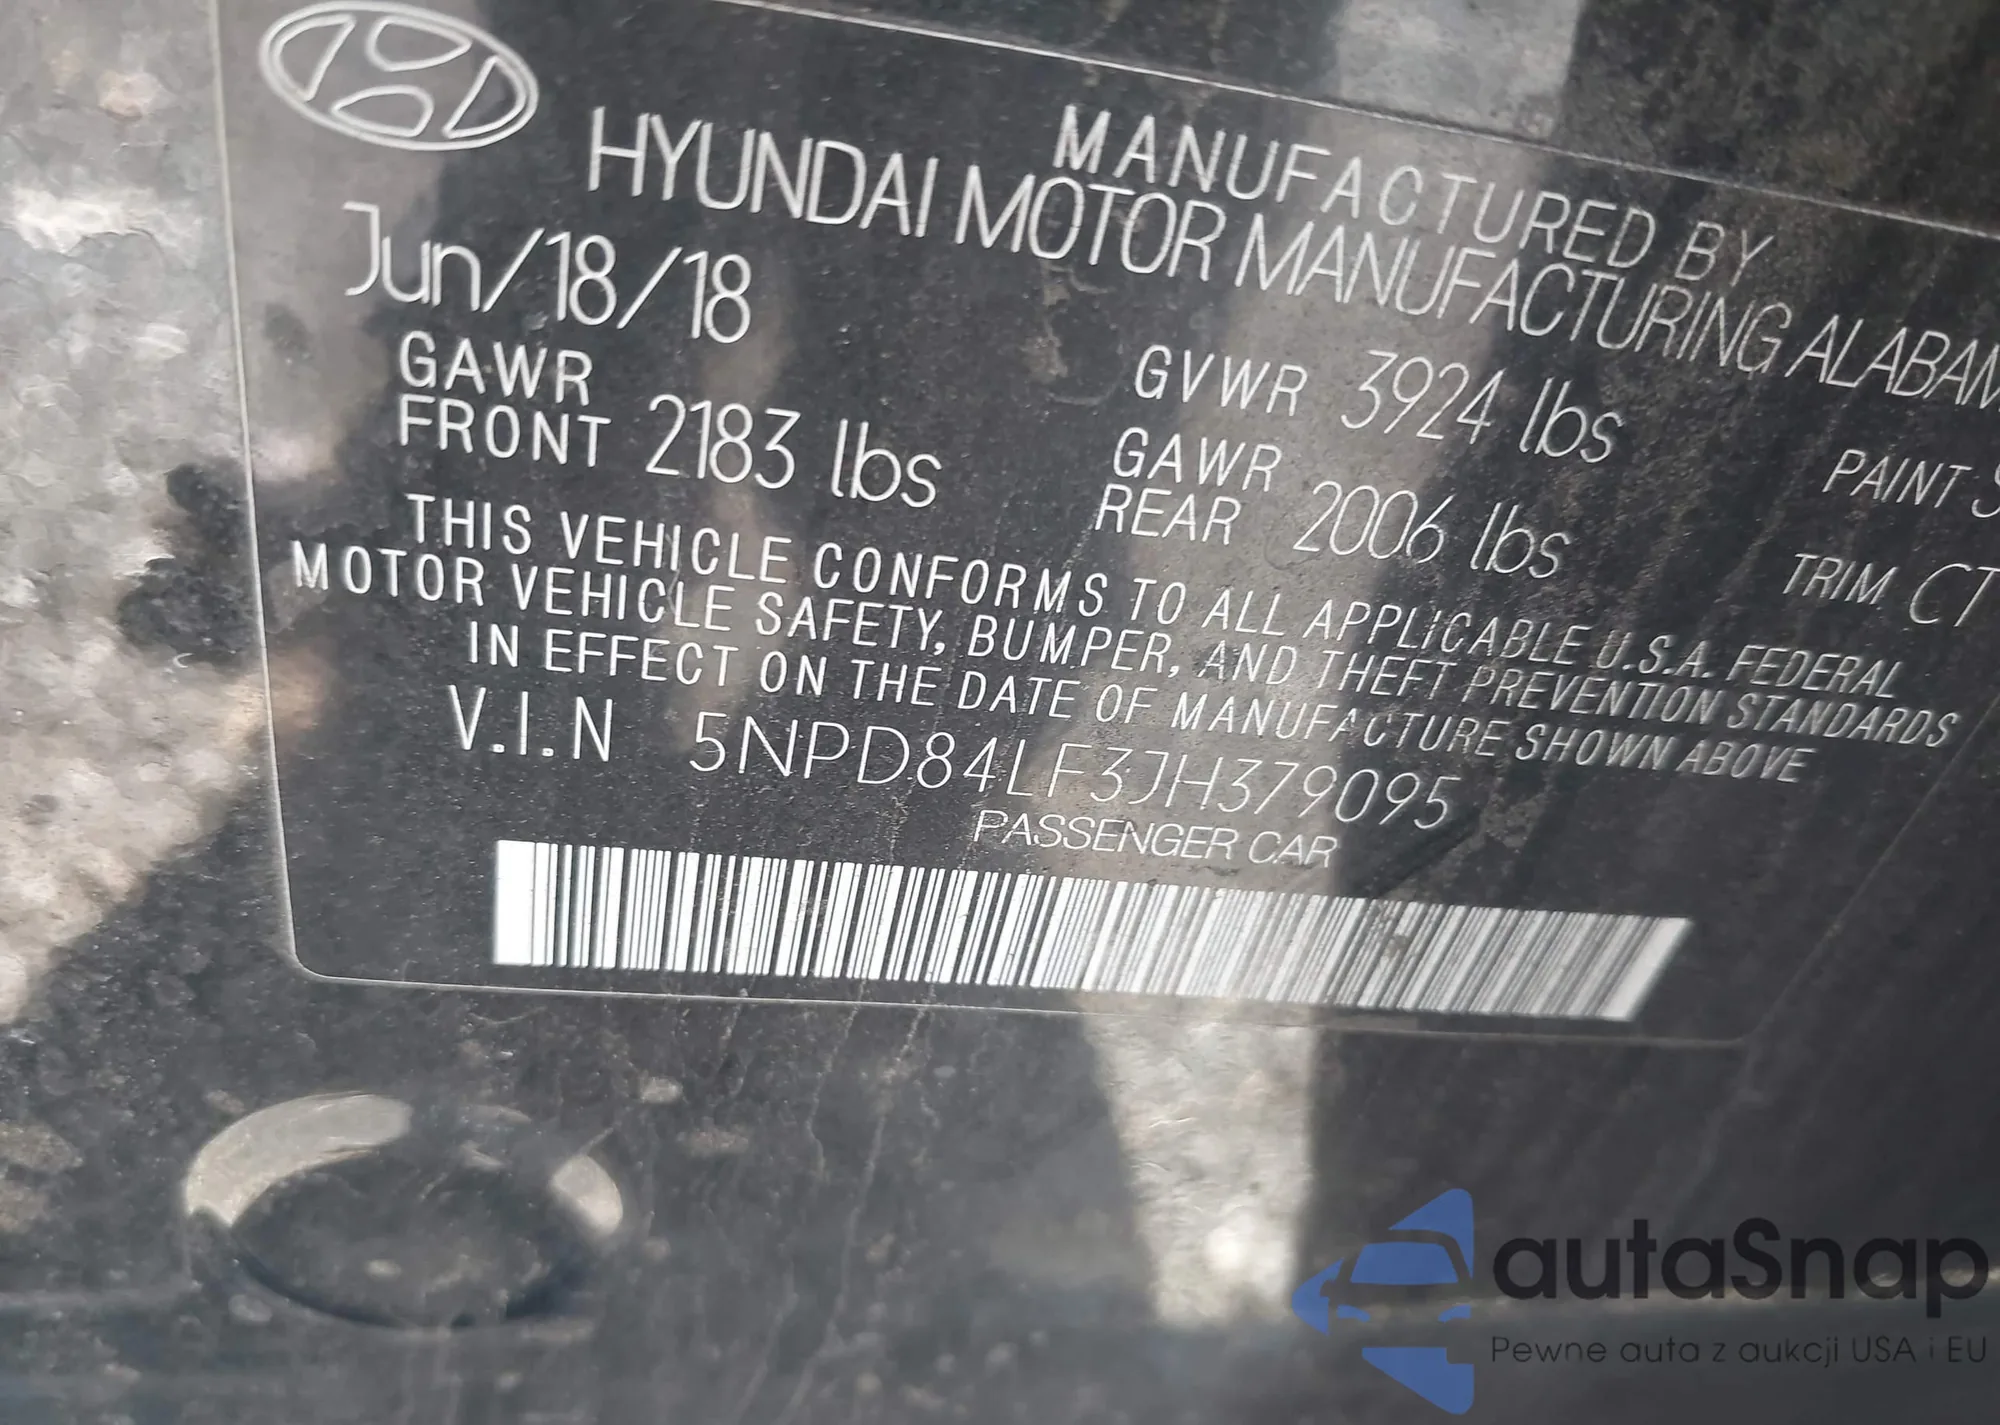 MANUFACTURED BY
HYUNDAI MOTOR MANUFACTURING ALABAM
Jun/18/18
GVWR 3924 lbs
GAWR FRONT 2183 lbs
GAWR REAR 2006 lbs
PAINT S
TRIM CT
THIS VEHICLE CONFORMS TO ALL APPLICABLE U.S.A. FEDERAL
MOTOR VEHICLE SAFETY, BUMPER, AND THEFT PREVENTION STANDARDS
IN EFFECT ON THE DATE OF MANUFACTURE SHOWN ABOVE
V.I.N 5NPD84LF3JH379095
PASSENGER CAR
autaSnap
Pewne auta z aukcji USA i EU